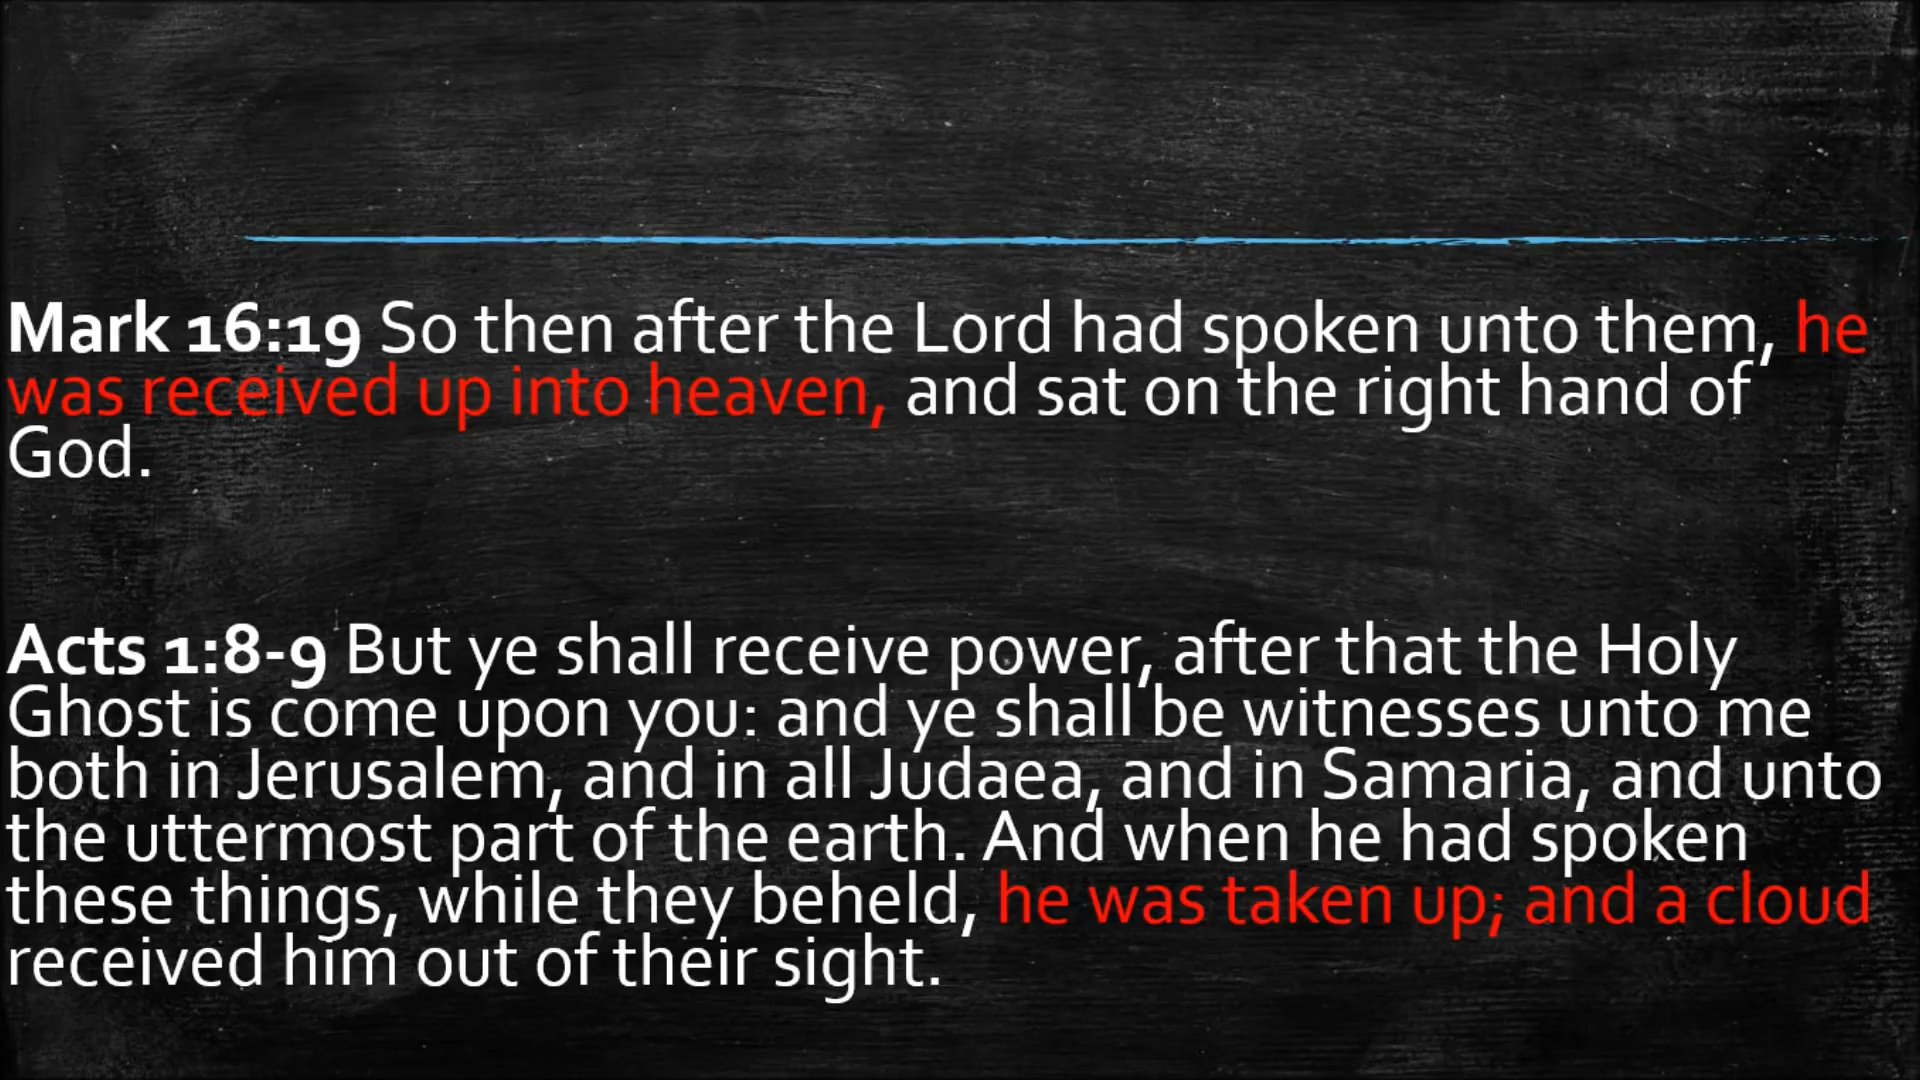 Mark 16:19 So then after the Lord had spoken unto them, he
was received up into heaven, and sat on the right hand of
God.
Acts 1:8-9 But ye shall receive power, after that the Holy
Ghost is come upon you: and ye shall be witnesses unto me
both in Jerusalem, and in all Judaea, and in Samaria, and unto
the uttermost part of the earth. And when he had spoken
these things, while they beheld, he was taken up; and a cloud
received him out of their sight.